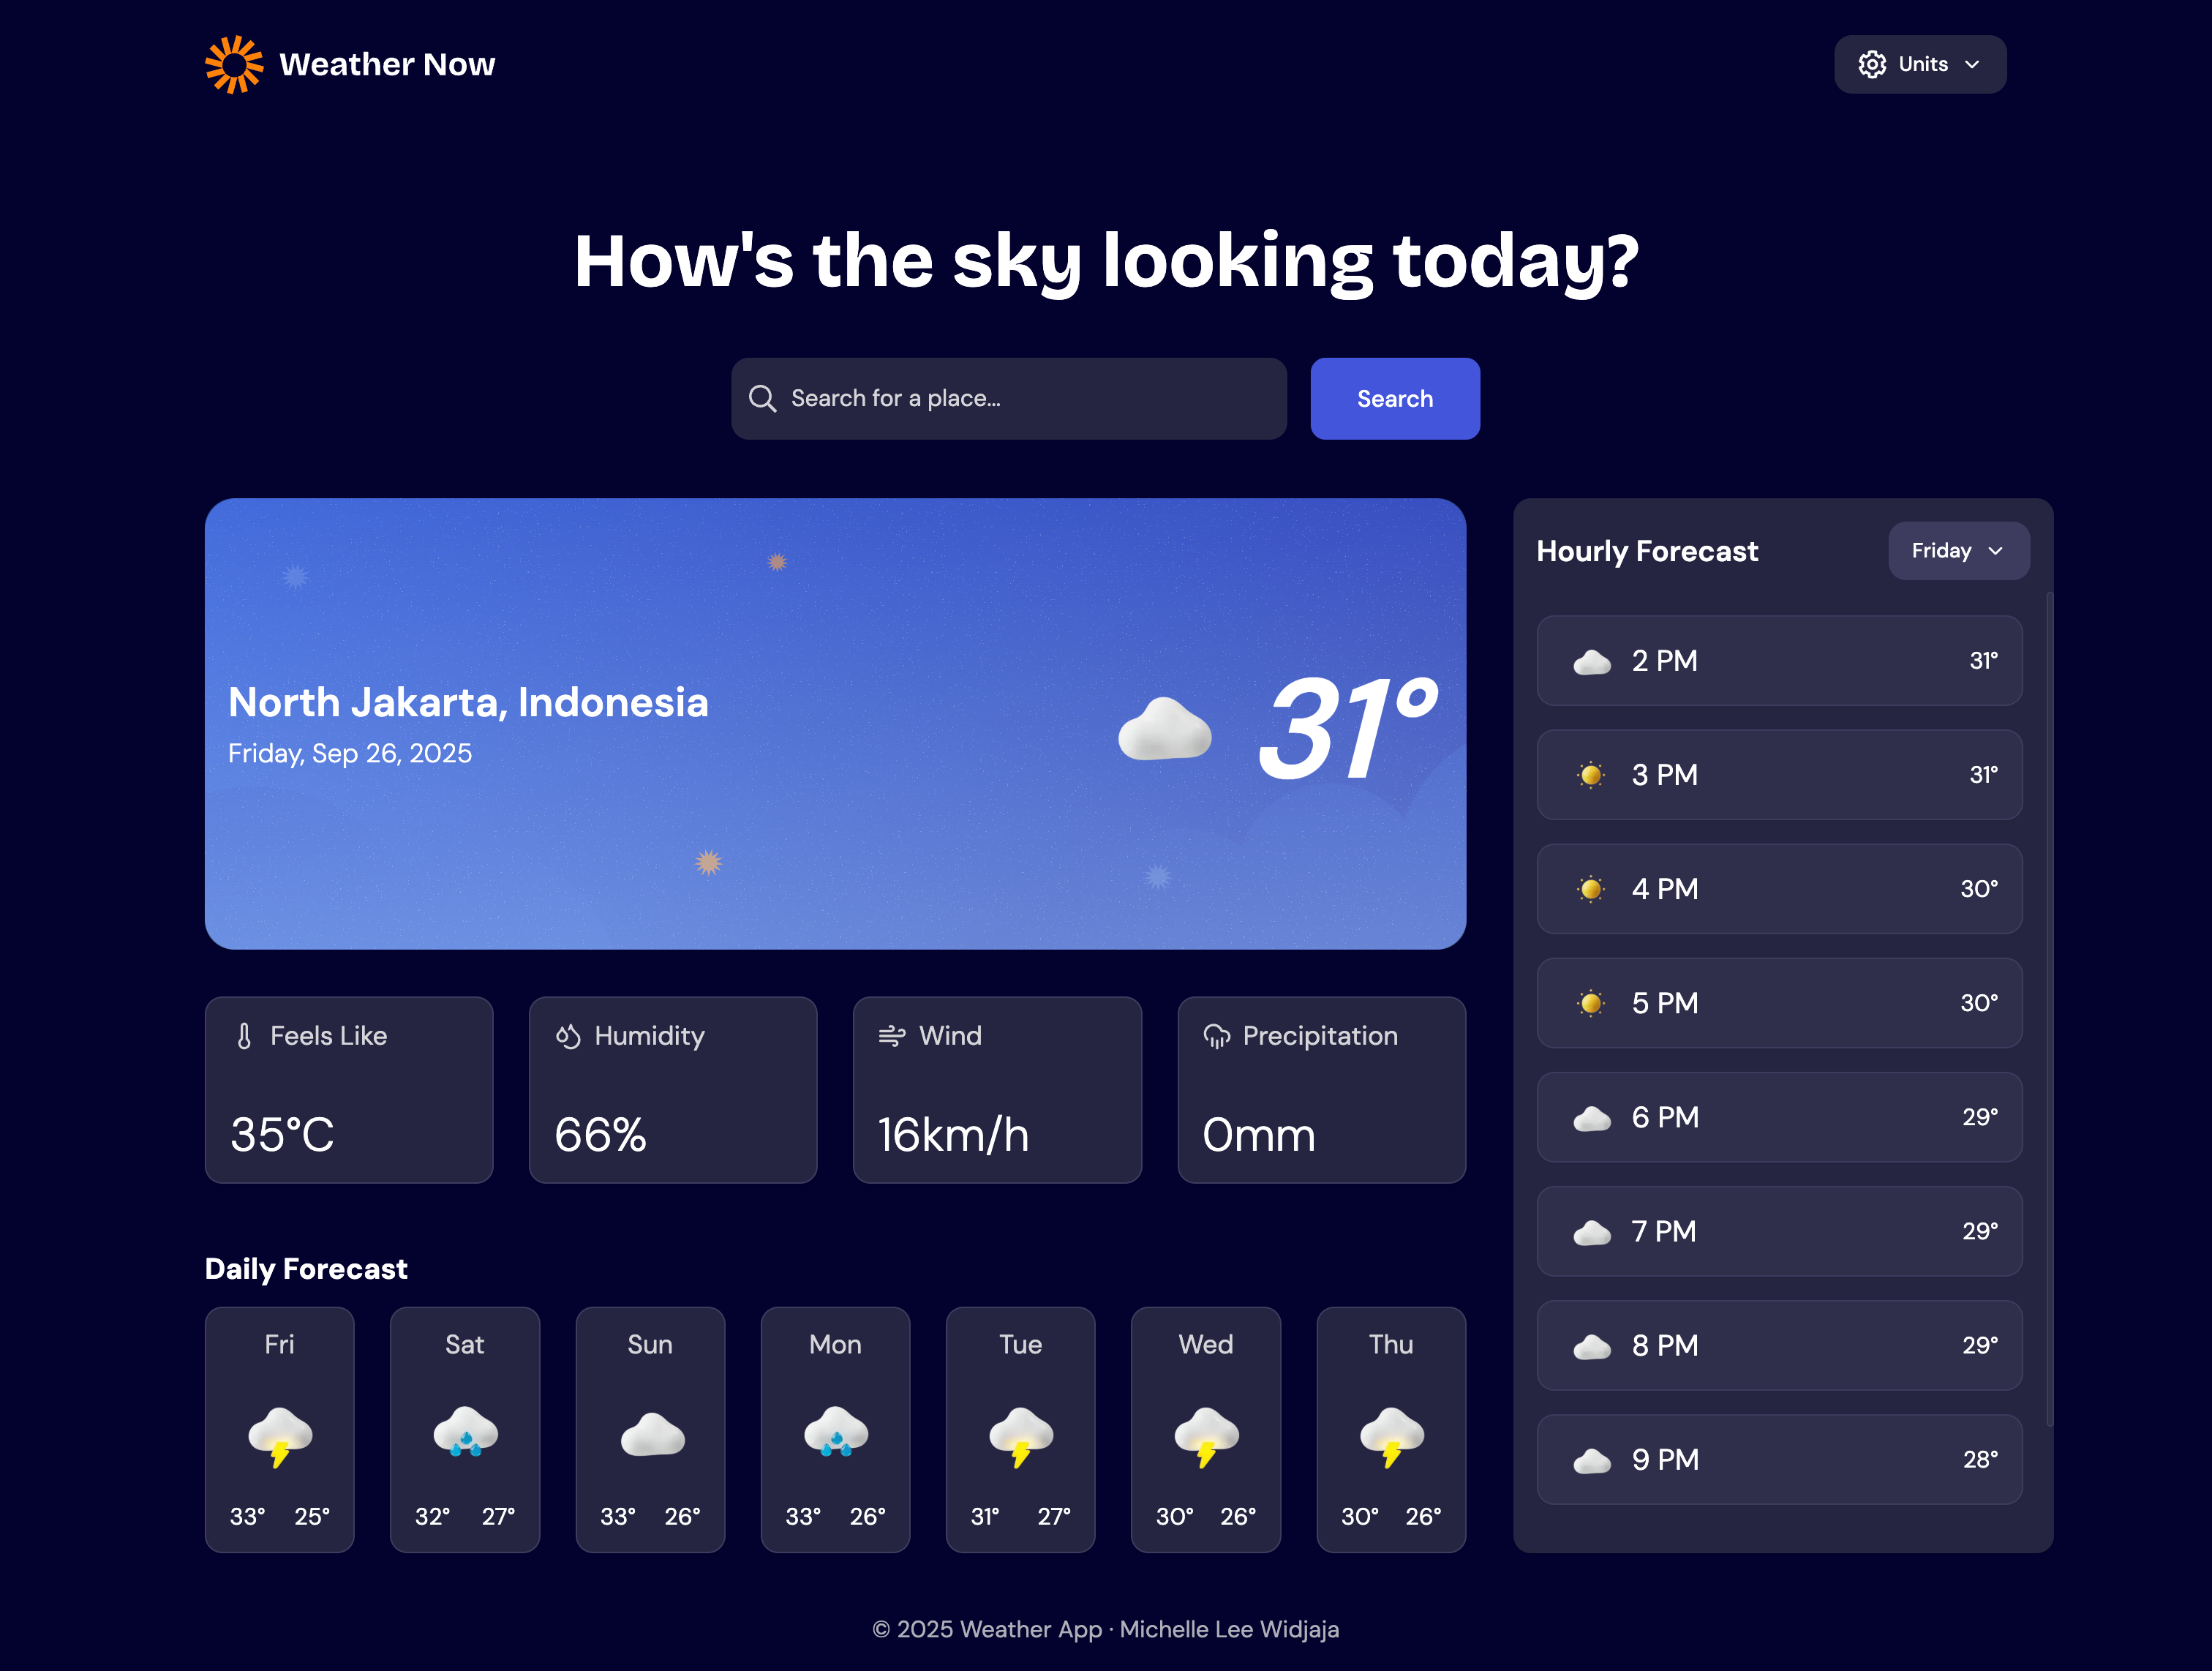 Weather Now
Units
How's the sky looking today?
Search for a place...
Search
North Jakarta, Indonesia
Friday, Sep 26, 2025
31°
Feels Like
35°C
Humidity
66%
Wind
16km/h
Precipitation
0mm
Daily Forecast
Fri
33° 25°
Sat
32° 27°
Sun
33° 26°
Mon
33° 26°
Tue
31° 27°
Wed
30° 26°
Thu
30° 26°
Hourly Forecast
Friday
2 PM 31°
3 PM 31°
4 PM 30°
5 PM 30°
6 PM 29°
7 PM 29°
8 PM 29°
9 PM 28°
© 2025 Weather App · Michelle Lee Widjaja